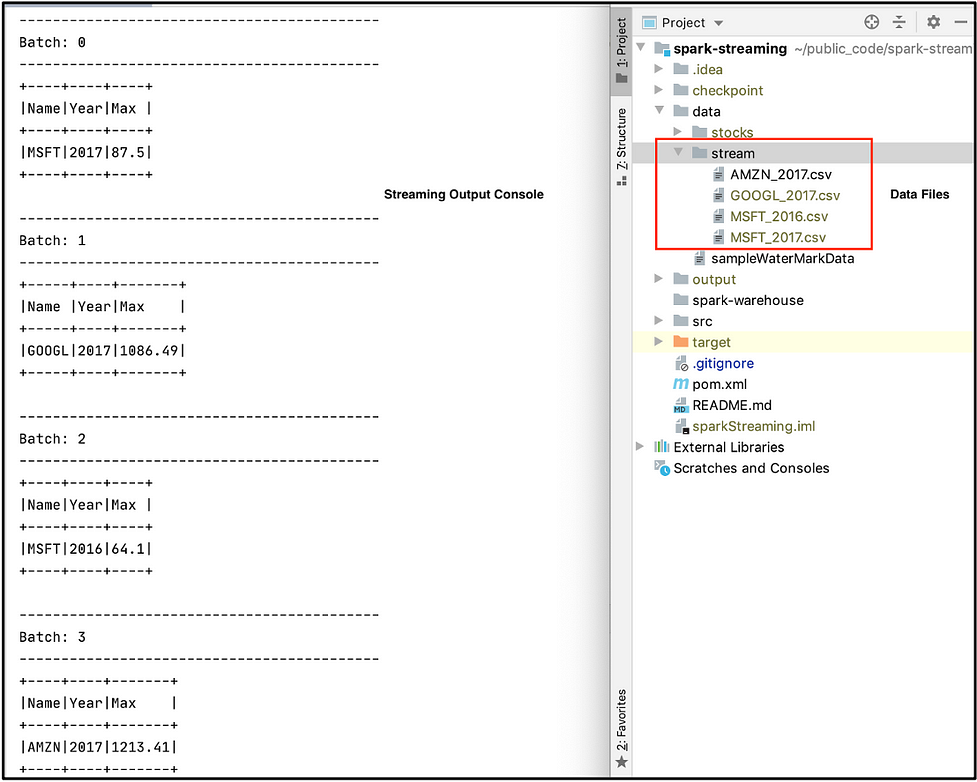 -----------------------------------------
Batch: 0
-----------------------------------------
+----+----+----+
|Name|Year|Max |
+----+----+----+
|MSFT|2017|87.5|
+----+----+----+
Streaming Output Console
-----------------------------------------
Batch: 1
-----------------------------------------
+-----+----+-------+
|Name |Year|Max    |
+-----+----+-------+
|GOOGL|2017|1086.49|
+-----+----+-------+
-----------------------------------------
Batch: 2
-----------------------------------------
+----+----+----+
|Name|Year|Max |
+----+----+----+
|MSFT|2016|64.1|
+----+----+----+
-----------------------------------------
Batch: 3
-----------------------------------------
+----+----+-------+
|Name|Year|Max    |
+----+----+-------+
|AMZN|2017|1213.41|
+----+----+-------+
1: Project
7: Structure
2: Favorites
Project
spark-streaming ~/public_code/spark-stream
.idea
checkpoint
data
stocks
stream
AMZN_2017.csv
GOOGL_2017.csv
MSFT_2016.csv
MSFT_2017.csv
Data Files
sampleWaterMarkData
output
spark-warehouse
src
target
.gitignore
m pom.xml
MD README.md
sparkStreaming.iml
External Libraries
Scratches and Consoles